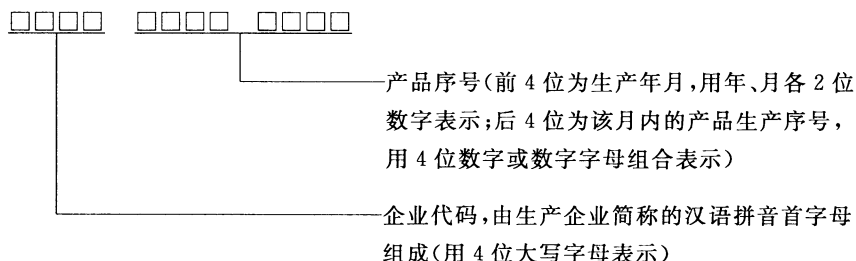 □□□□ □□□□ □□□□
产品序号(前 4 位为生产年月,用年、月各 2 位
数字表示;后 4 位为该月内的产品生产序号,
用 4 位数字或数字字母组合表示)
企业代码,由生产企业简称的汉语拼音首字母
组成(用 4 位大写字母表示)